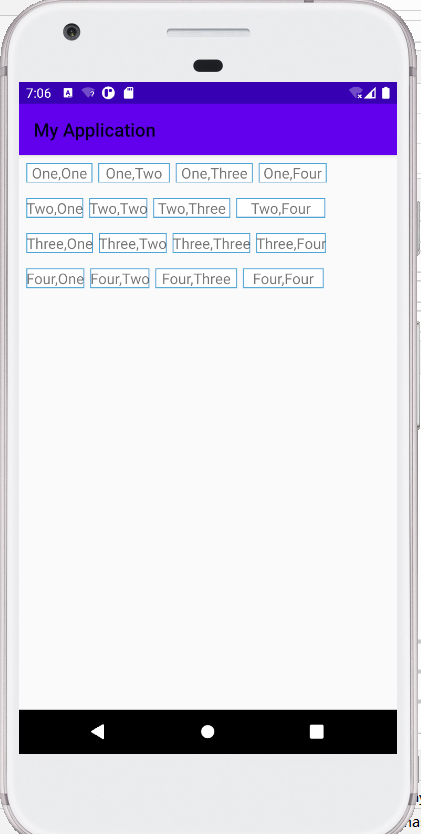 7:06
My Application
One,One One,Two One,Three One,Four
Two,One Two,Two Two,Three Two,Four
Three,One Three,Two Three,Three Three,Four
Four,One Four,Two Four,Three Four,Four